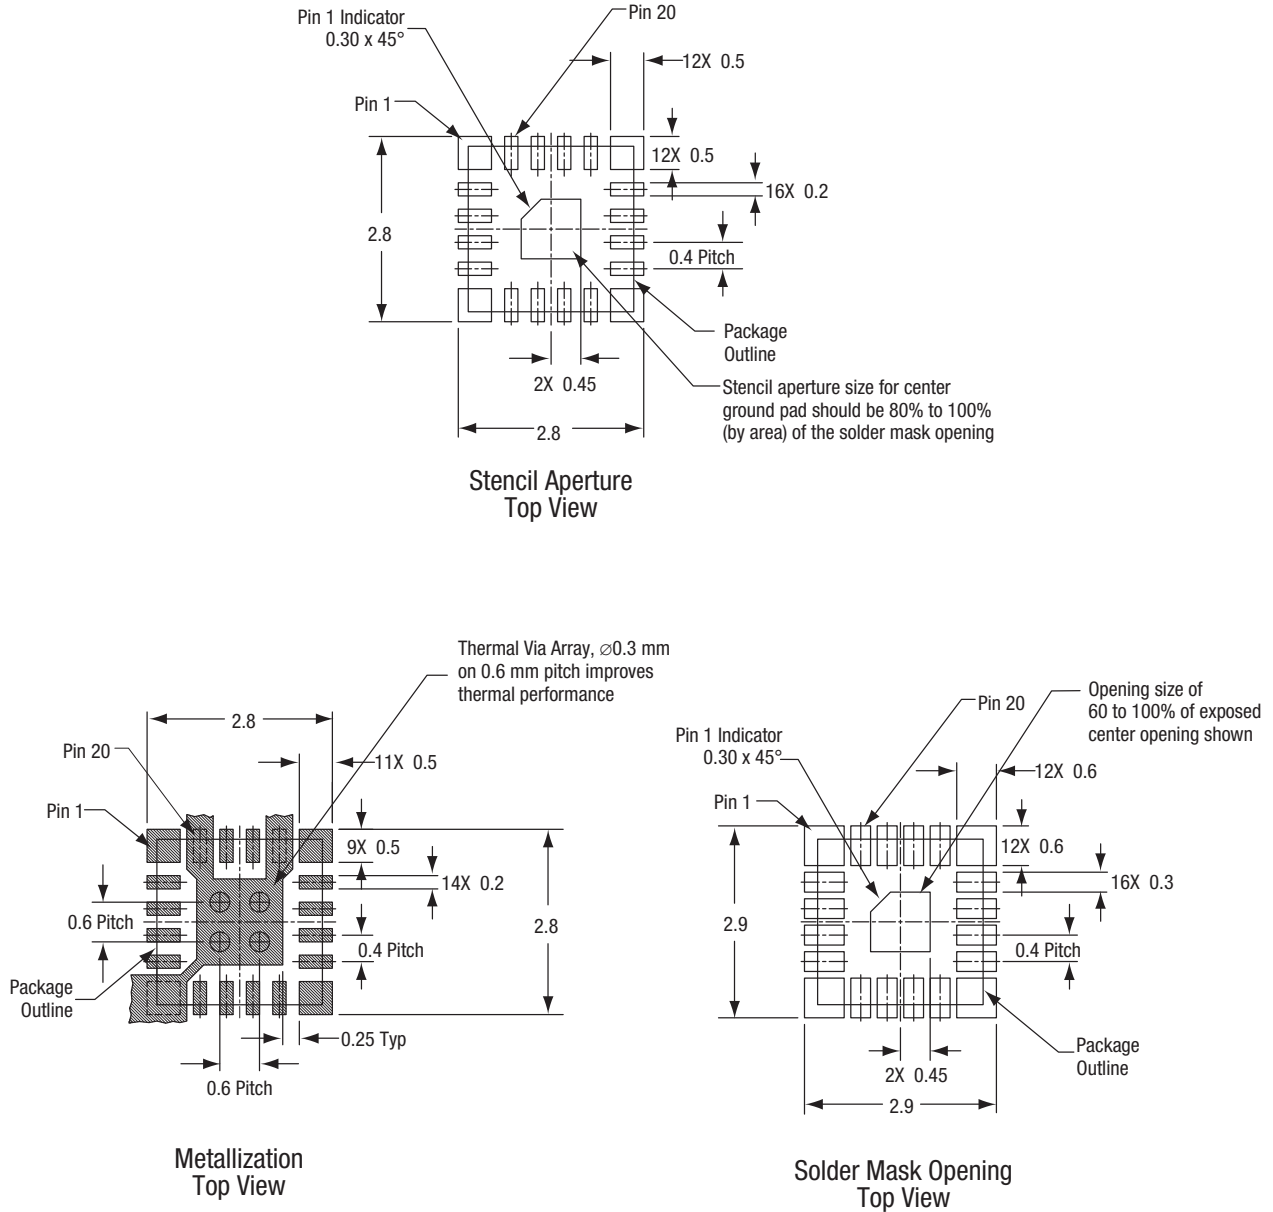 Pin 1 Indicator
0.30 x 45°
Pin 20
12X 0.5
Pin 1
12X 0.5
16X 0.2
2.8
0.4 Pitch
Package
Outline
2X 0.45
Stencil aperture size for center
ground pad should be 80% to 100%
(by area) of the solder mask opening
2.8
Stencil Aperture
Top View
Thermal Via Array, ∅0.3 mm
on 0.6 mm pitch improves
thermal performance
2.8
Pin 20
11X 0.5
Pin 1
9X 0.5
14X 0.2
0.6 Pitch
2.8
0.4 Pitch
Package
Outline
0.25 Typ
0.6 Pitch
Metallization
Top View
Opening size of
60 to 100% of exposed
center opening shown
Pin 20
Pin 1 Indicator
0.30 x 45°
12X 0.6
Pin 1
12X 0.6
16X 0.3
2.9
0.4 Pitch
Package
Outline
2X 0.45
2.9
Solder Mask Opening
Top View